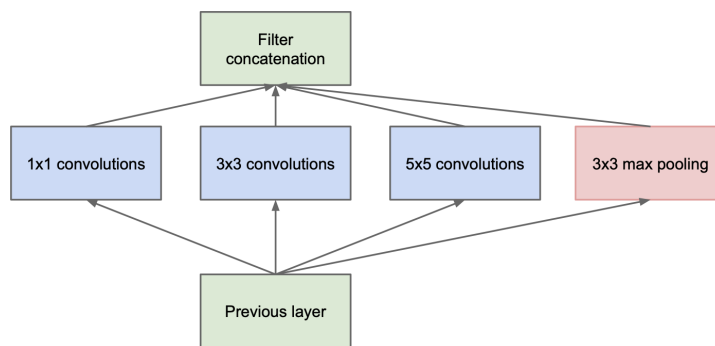 Filter
concatenation
1x1 convolutions
3x3 convolutions
5x5 convolutions
3x3 max pooling
Previous layer